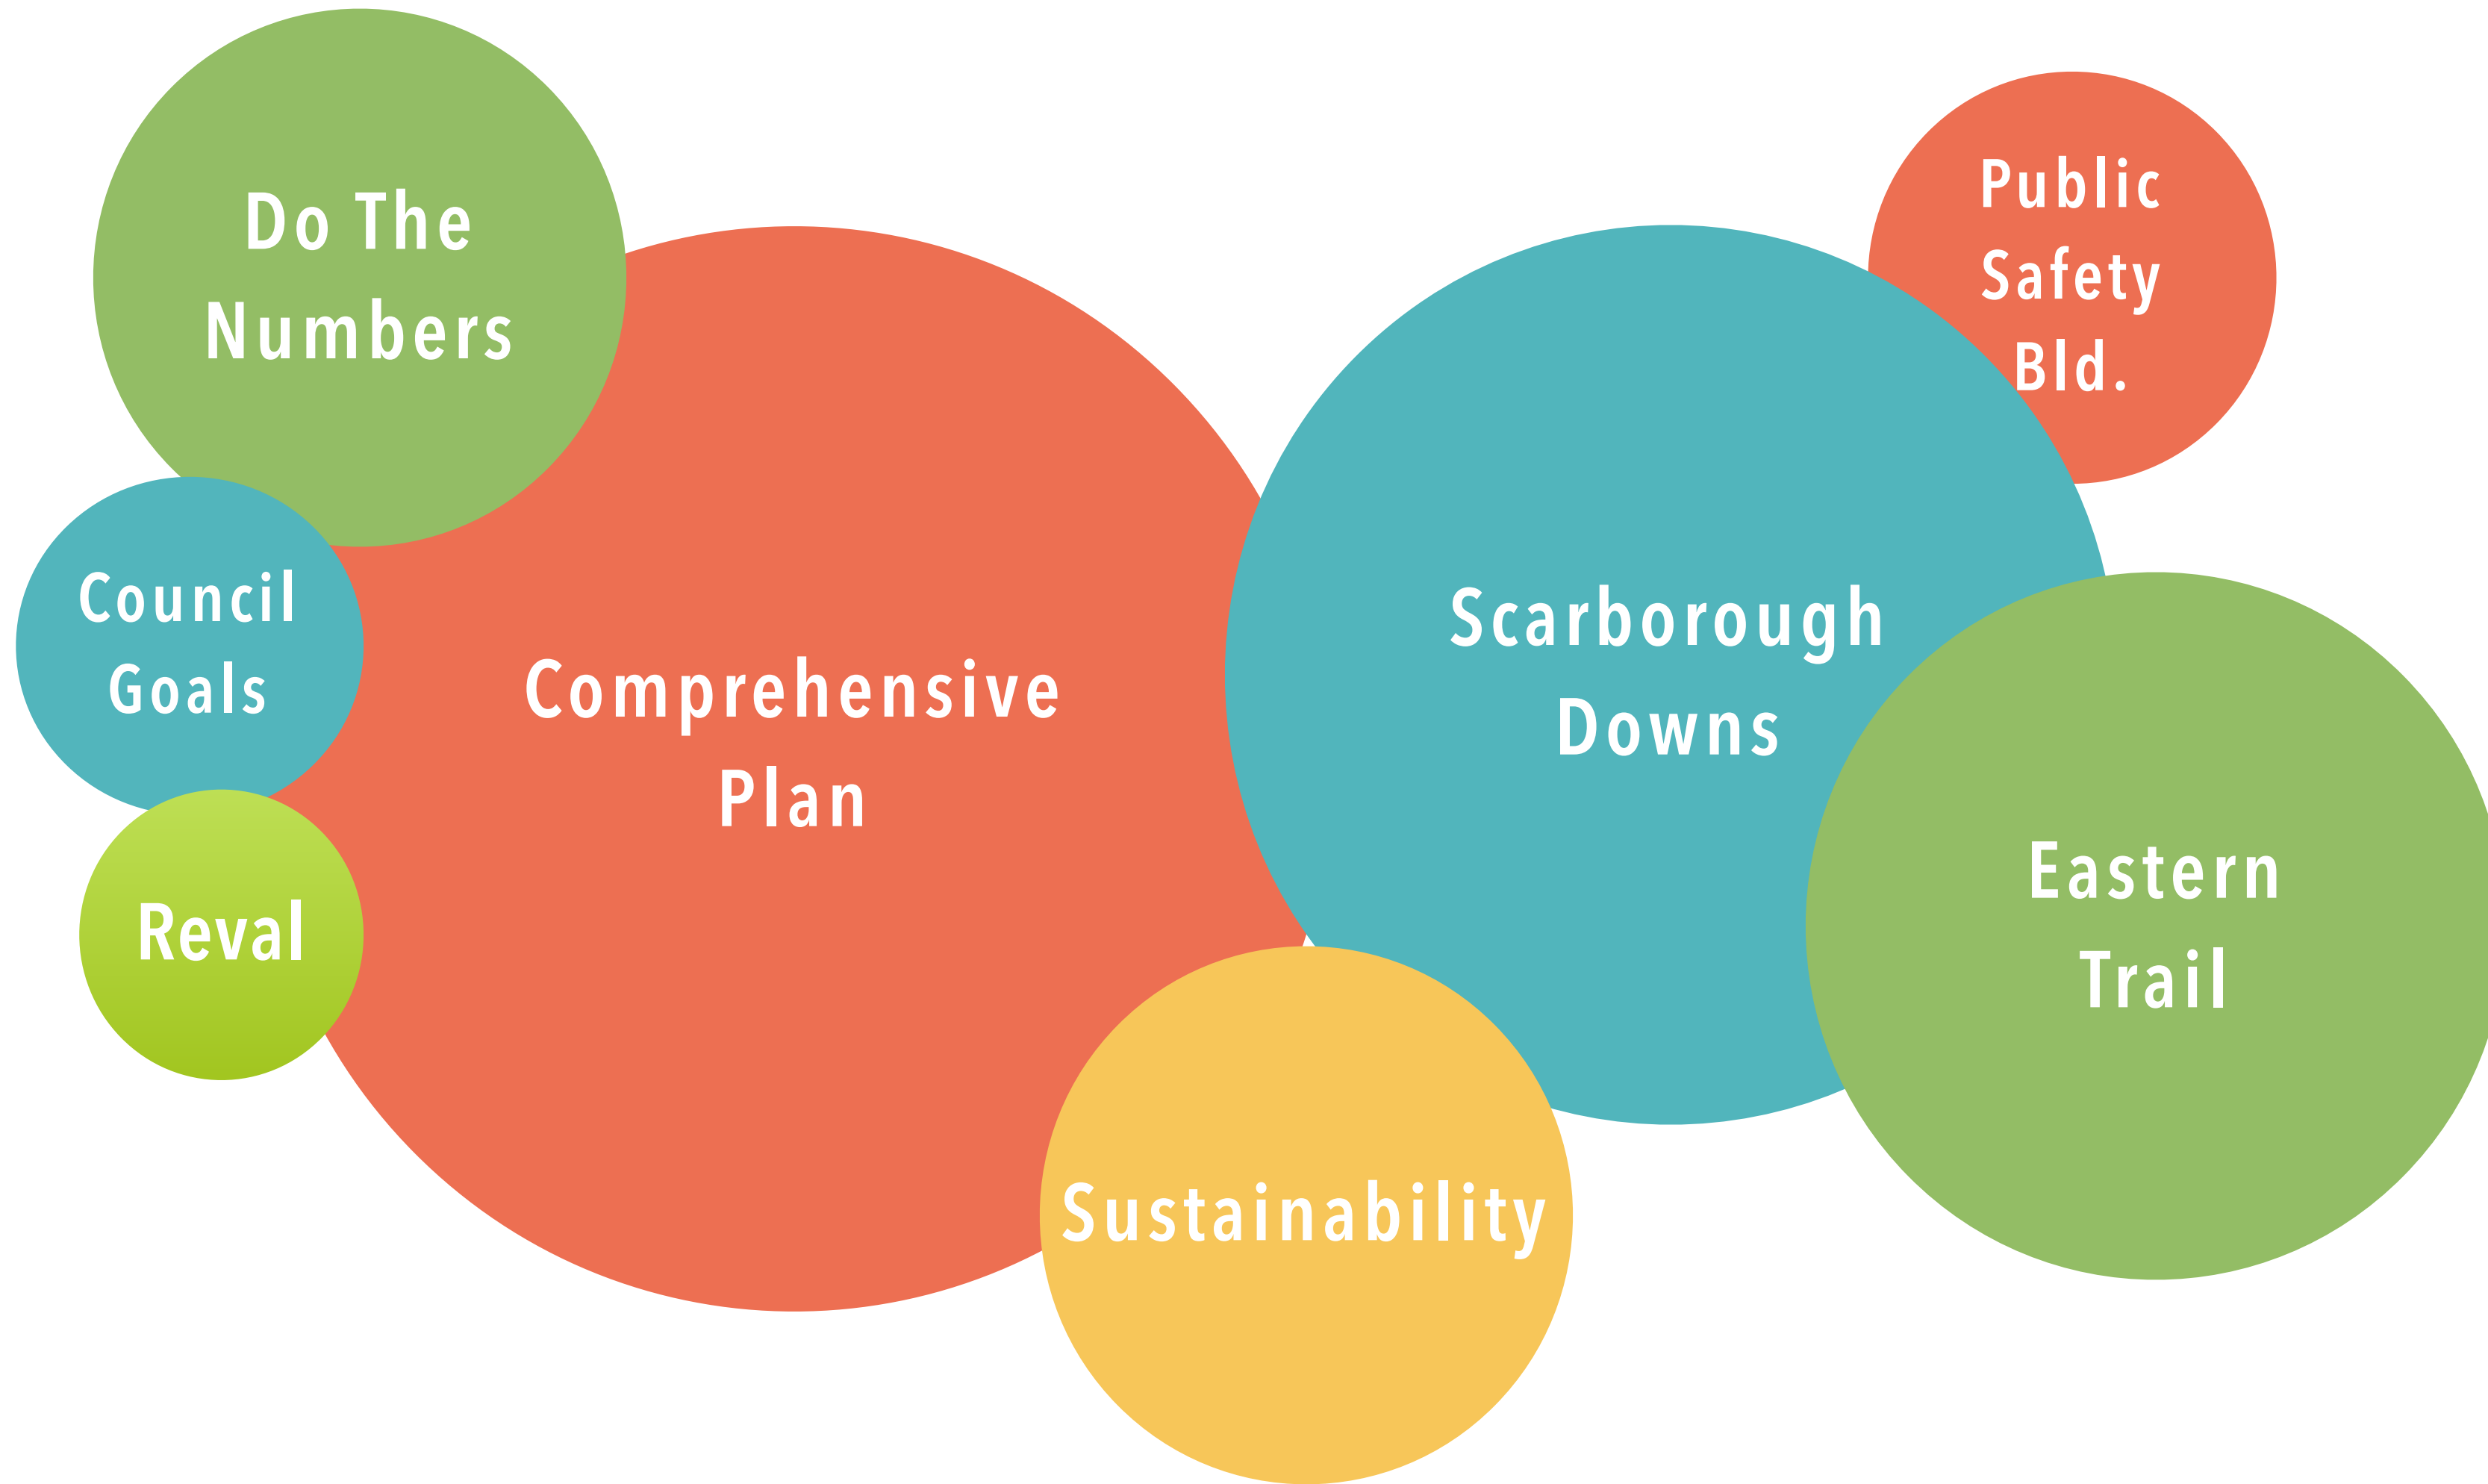 Do The
Numbers
Council
Goals
Reval
Comprehensive
Plan
Sustainability
Scarborough
Downs
Public
Safety
Bld.
Eastern
Trail